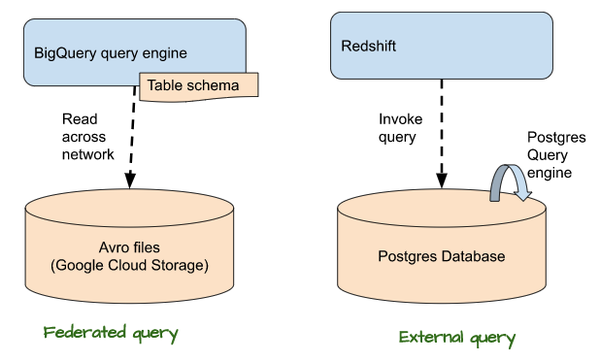 BigQuery query engine
Table schema
Read
across
network
Avro files
(Google Cloud Storage)
Federated query
Redshift
Invoke
query
Postgres
Query
engine
Postgres Database
External query